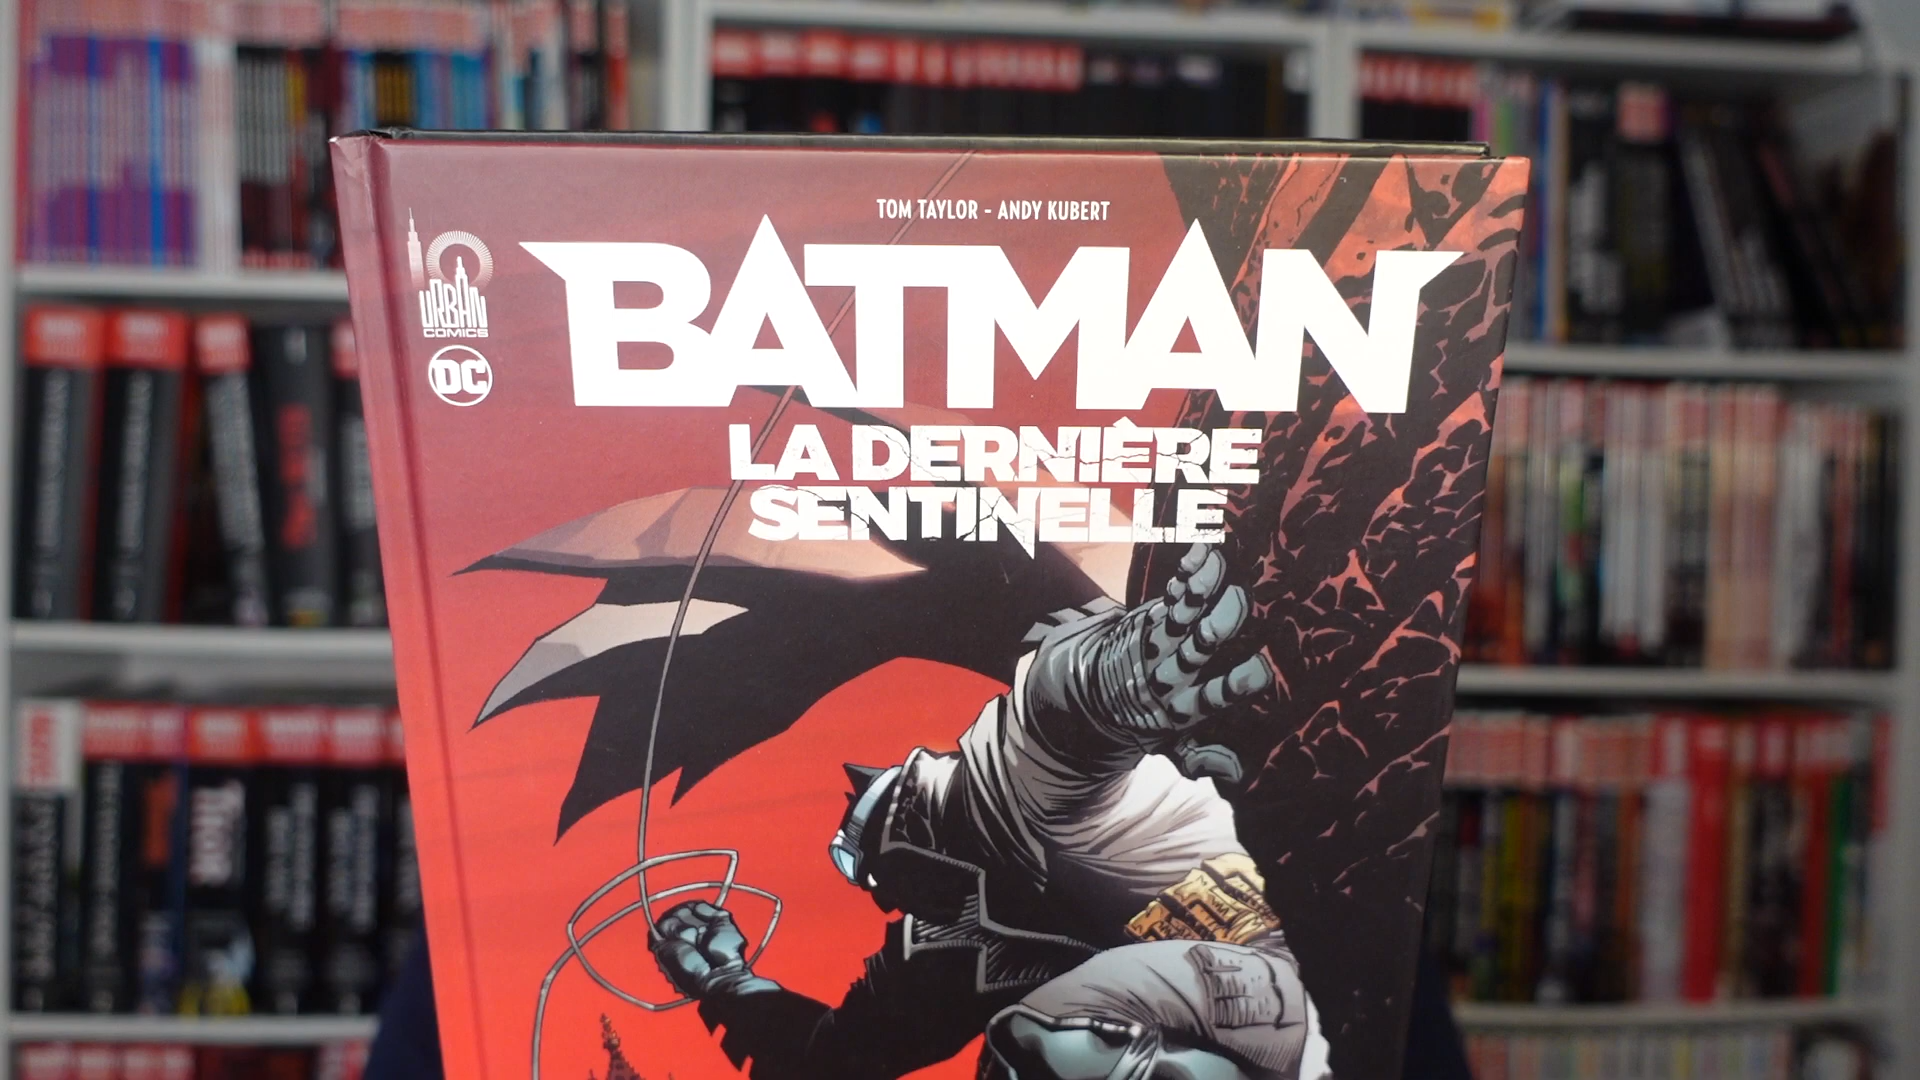 TOM TAYLOR - ANDY KUBERT
BATMAN
LA DERNIÈRE
SENTINELLE
URBAN
COMICS
DC